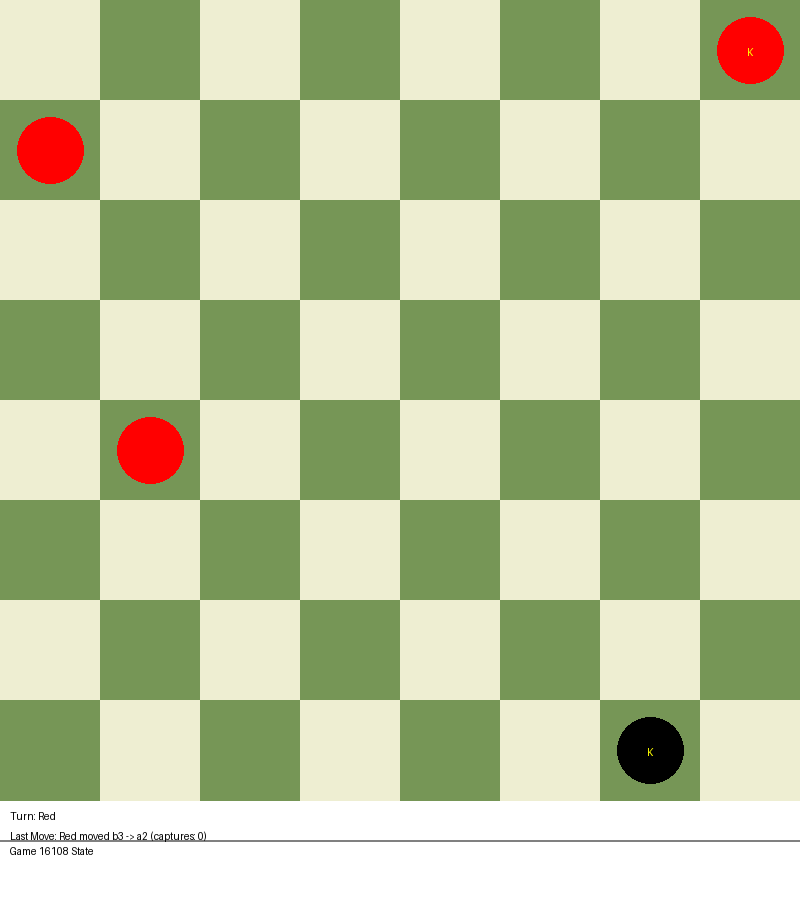 K
K
Turn: Red
Last Move: Red moved b3 -> a2 (captures: 0)
Game 16108 State